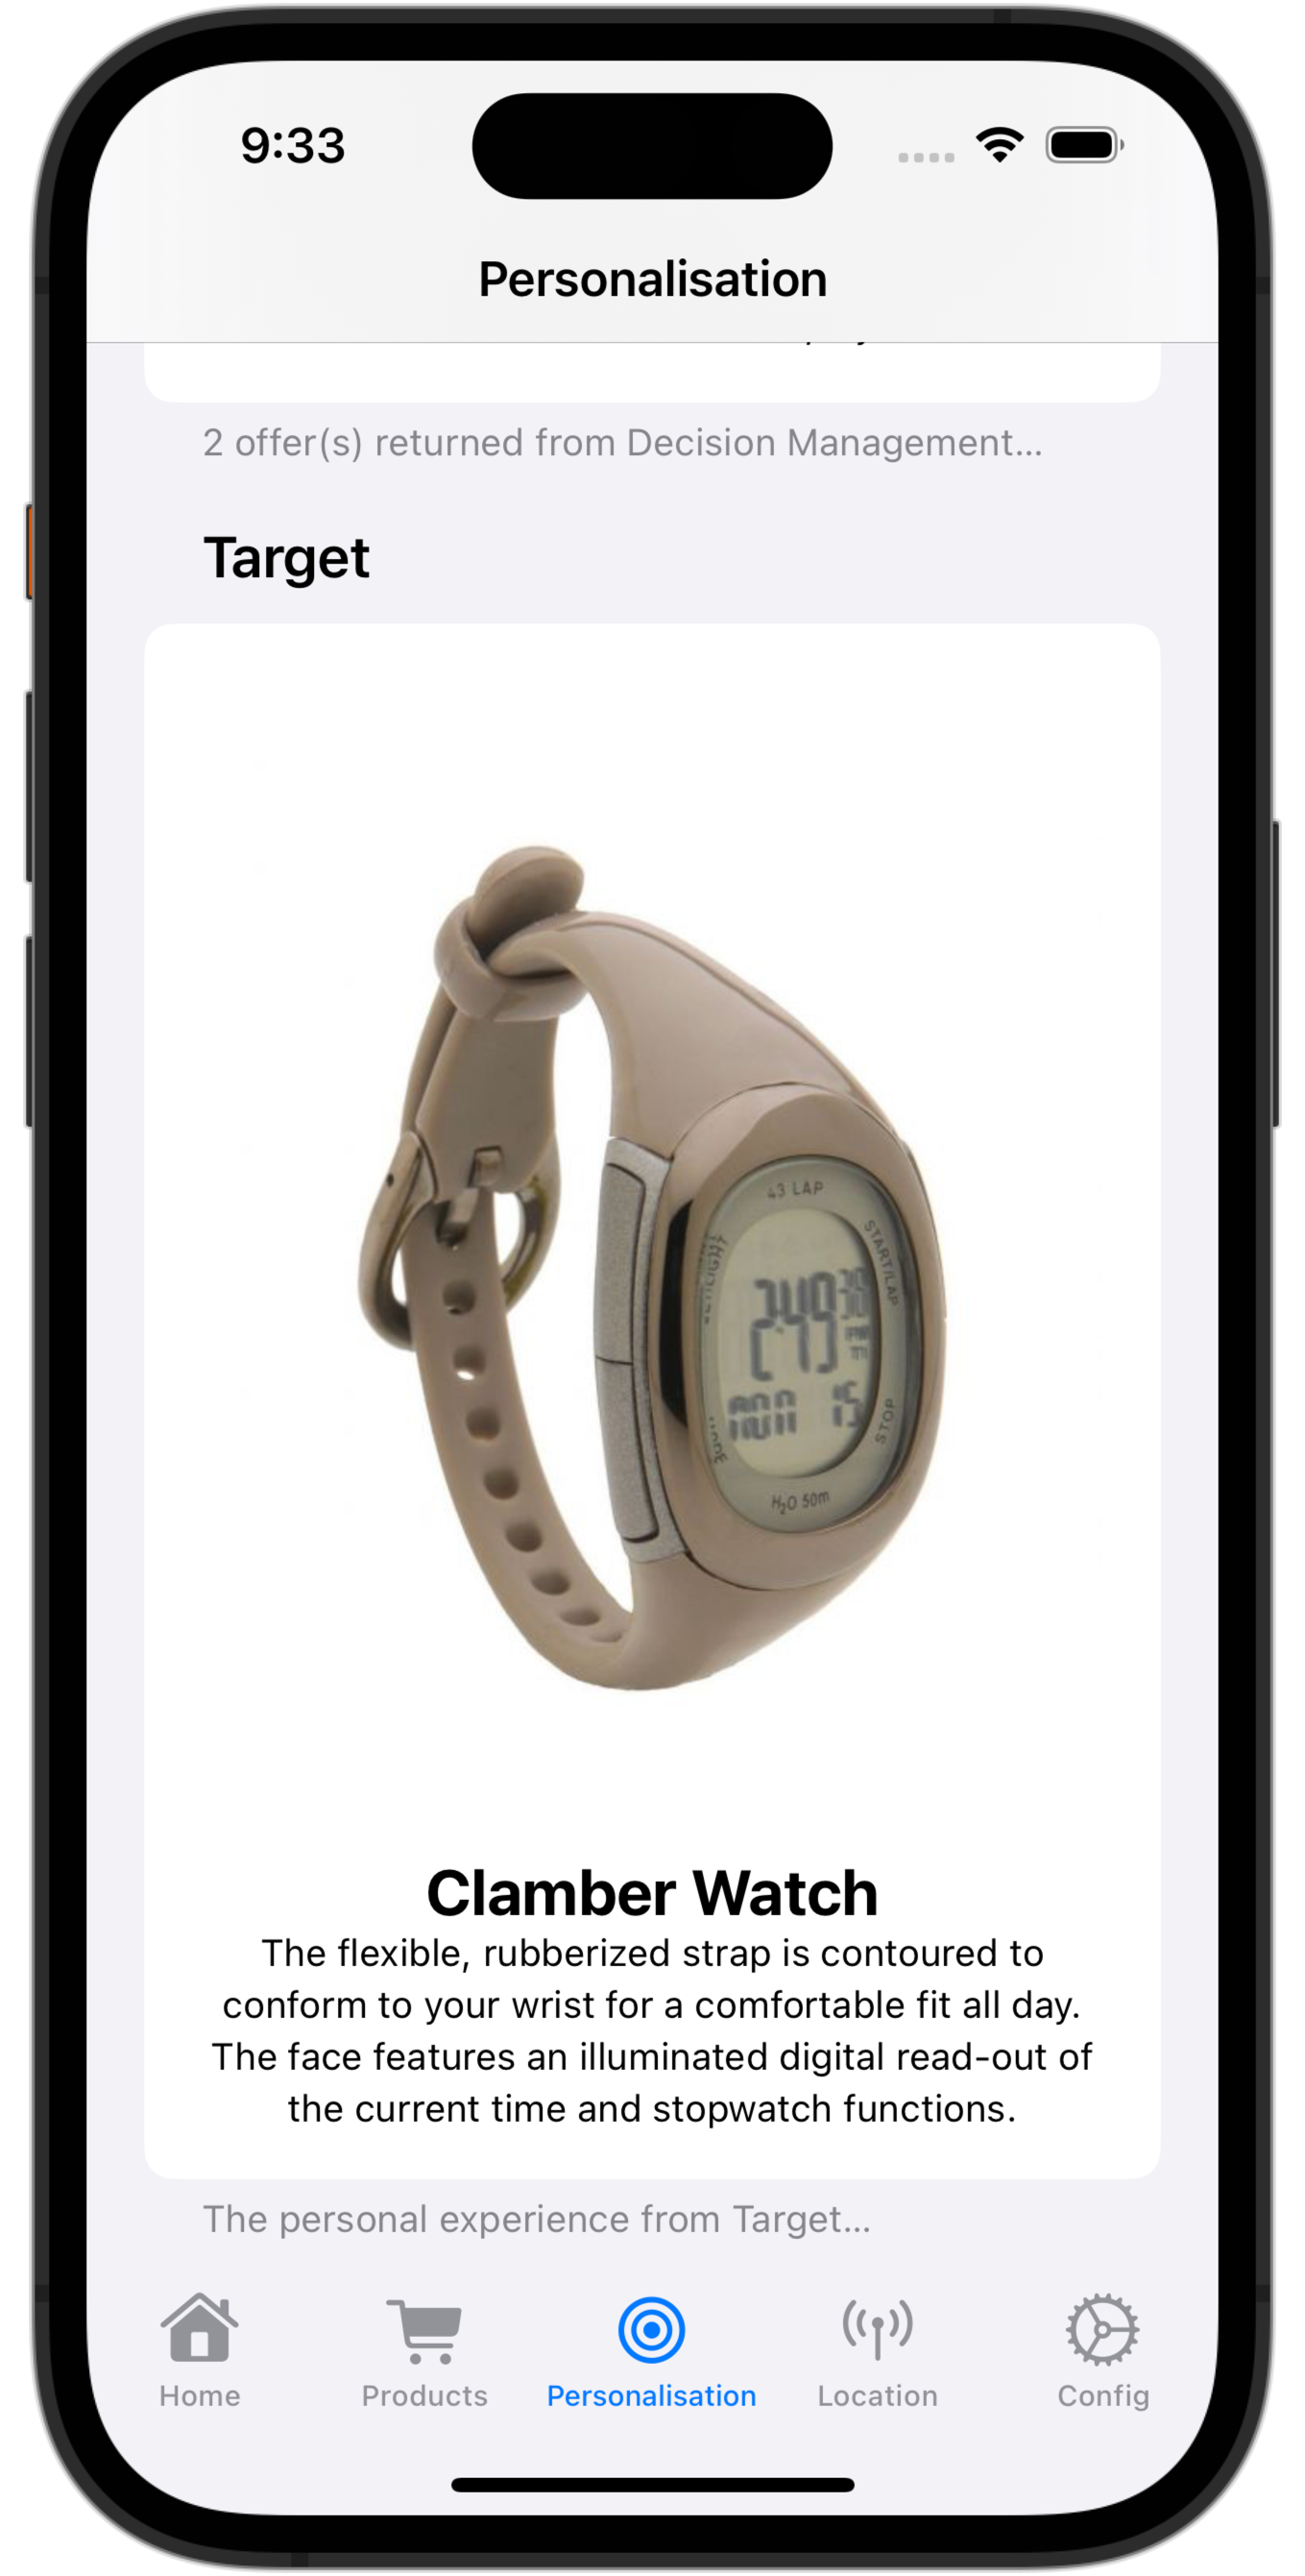 9:33
Personalisation
2 offer(s) returned from Decision Management...
Target
43 LAP
START/LAP
MON 15
STOP
H₂O 50m
Clamber Watch
The flexible, rubberized strap is contoured to
conform to your wrist for a comfortable fit all day.
The face features an illuminated digital read-out of
the current time and stopwatch functions.
The personal experience from Target...
Home
Products
Personalisation
Location
Config